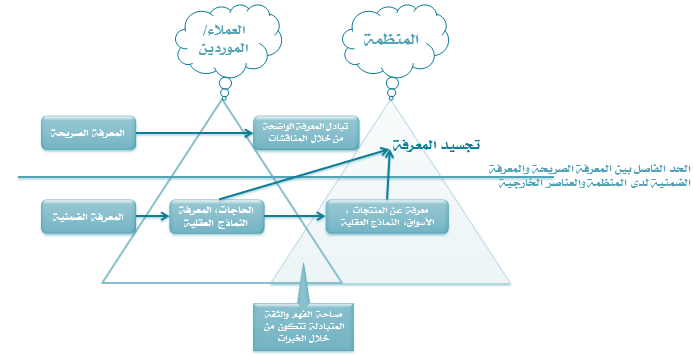 العملاء/
الموردين
المنظمة
المعرفة الصريحة
تبادل المعرفة الواضحة
من خلال المناقشات
تجسيد المعرفة
الحد الفاصل بين المعرفة الصريحة والمعرفة
الضمنية لدى المنظمة والعناصر الخارجية
المعرفة الضمنية
الحاجات، المعرفة
النماذج العقلية
معرفة عن المنتجات ،
الأسواق، النماذج العقلية
مساحة الفهم والثقة
المتبادلة تتكون من
خلال الخبرات